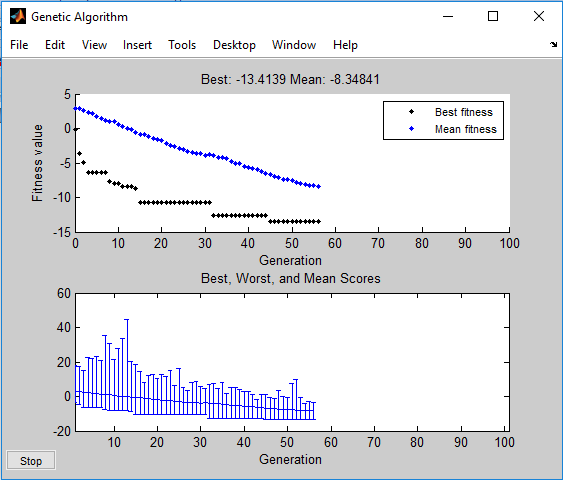 Genetic Algorithm
File Edit View Insert Tools Desktop Window Help
Best: -13.4139 Mean: -8.34841
5
0
-5
-10
-15
Fitness value
Best fitness
Mean fitness
0 10 20 30 40 50 60 70 80 90 100
Generation
Best, Worst, and Mean Scores
60
40
20
0
-20
10 20 30 40 50 60 70 80 90 100
Generation
Stop